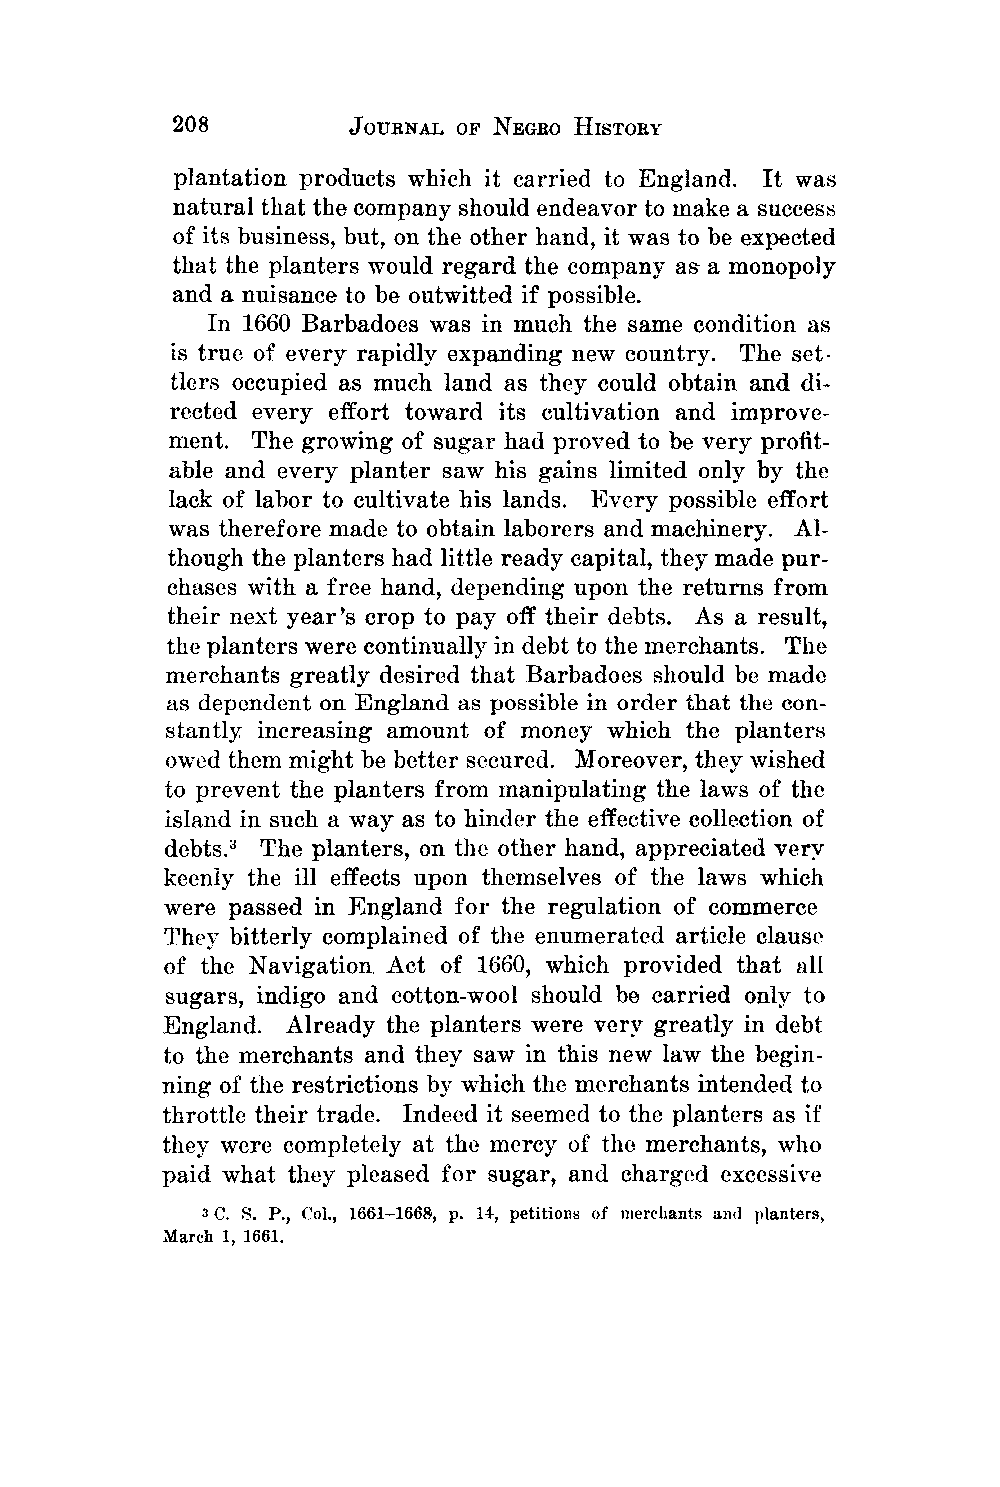 208 JOURNAL OF NEGRO HISTORY
plantation products which it carried to England. It was
natural that the company should endeavor to make a success
of its business, but, on the other hand, it was to be expected
that the planters would regard the company as a monopoly
and a nuisance to be outwitted if possible.
In 1660 Barbadoes was in much the same condition as
is true of every rapidly expanding new country. The set-
tlers occupied as much land as they could obtain and di-
rected every effort toward its cultivation and improve-
ment. The growing of sugar had proved to be very profit-
able and every planter saw his gains limited only by the
lack of labor to cultivate his lands. Every possible effort
was therefore made to obtain laborers and machinery. Al-
though the planters had little ready capital, they made pur-
chases with a free hand, depending upon the returns from
their next year's crop to pay off their debts. As a result,
the planters were continually in debt to the merchants. The
merchants greatly desired that Barbadoes should be made
as dependent on England as possible in order that the con-
stantly increasing amount of money which the planters
owed them might be better secured. Moreover, they wished
to prevent the planters from manipulating the laws of the
island in such a way as to hinder the effective collection of
debts.³ The planters, on the other hand, appreciated very
keenly the ill effects upon themselves of the laws which
were passed in England for the regulation of commerce
They bitterly complained of the enumerated article clause
of the Navigation Act of 1660, which provided that all
sugars, indigo and cotton-wool should be carried only to
England. Already the planters were very greatly in debt
to the merchants and they saw in this new law the begin-
ning of the restrictions by which the merchants intended to
throttle their trade. Indeed it seemed to the planters as if
they were completely at the mercy of the merchants, who
paid what they pleased for sugar, and charged excessive
³ C. S. P., Col., 1661–1668, p. 14, petitions of merchants and planters,
March 1, 1661.